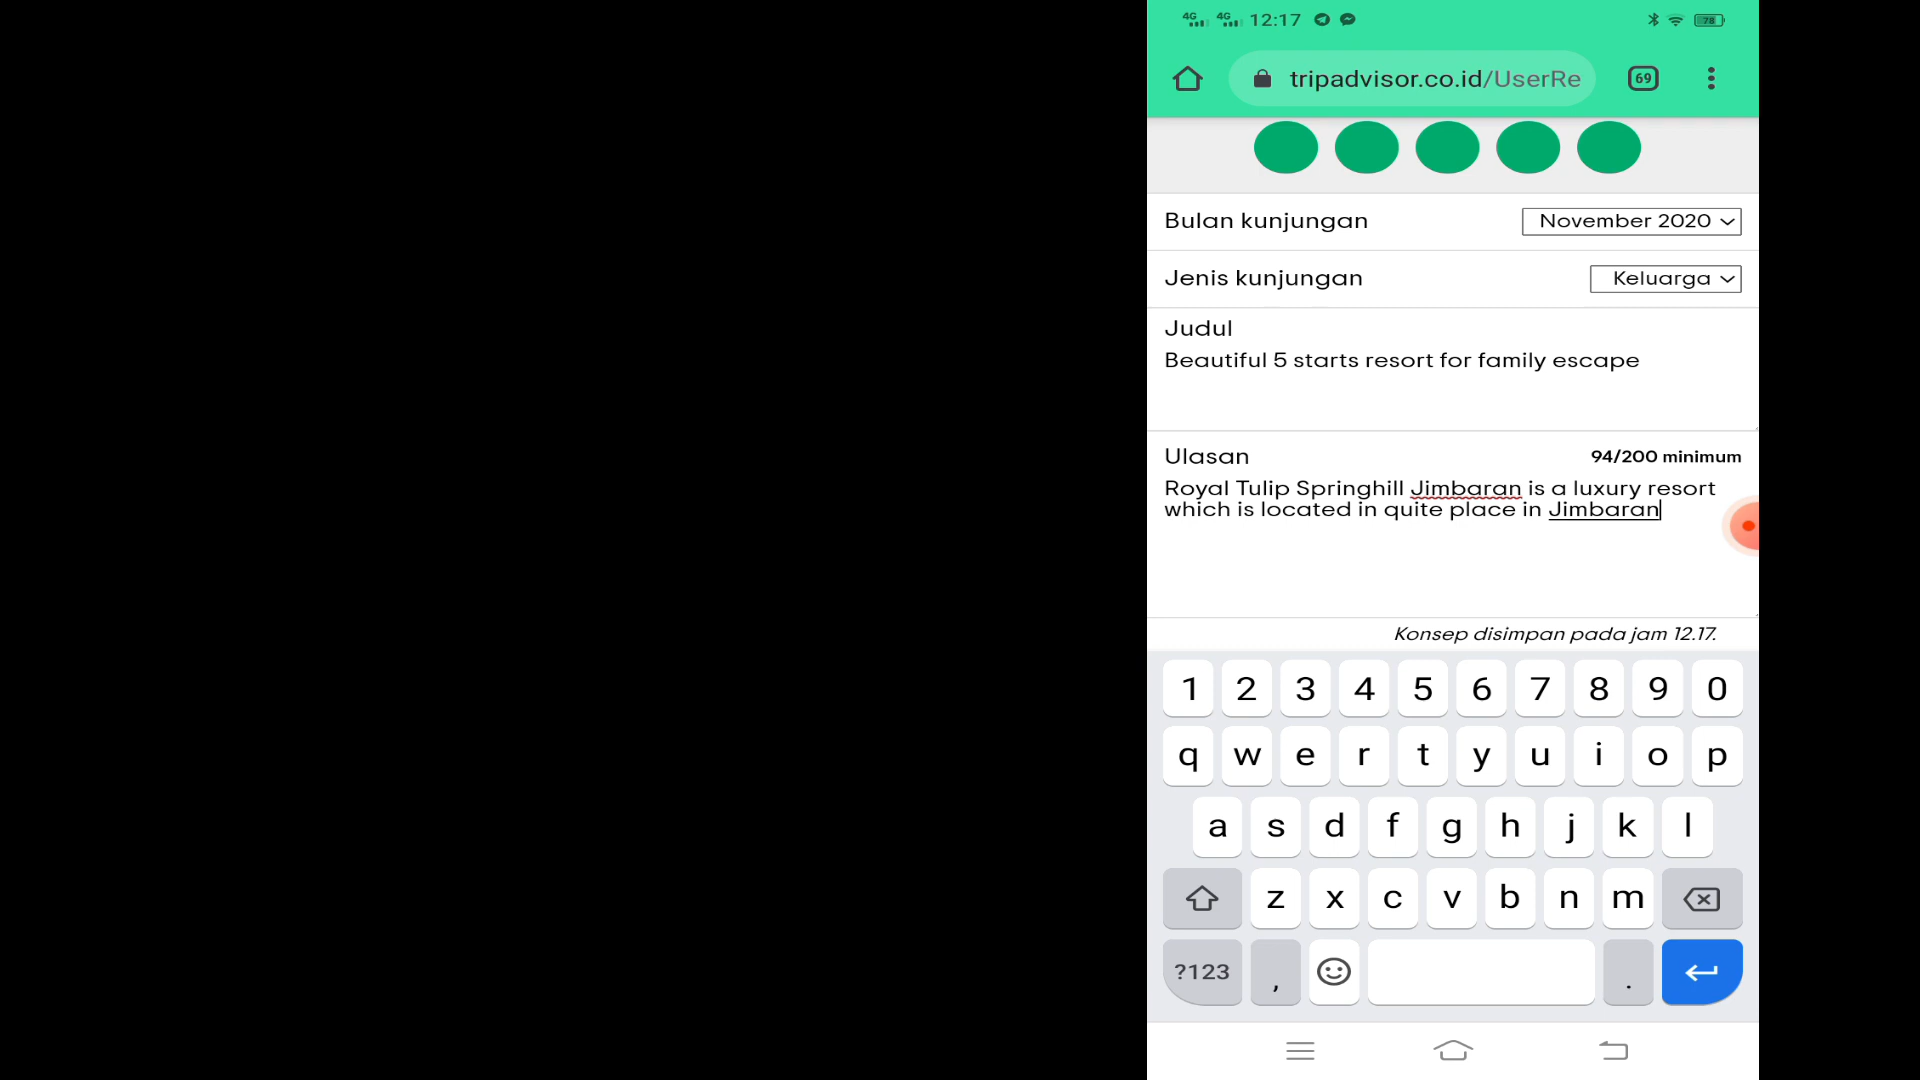 4G 4G 12:17 78
tripadvisor.co.id/UserRe 69
Bulan kunjungan November 2020
Jenis kunjungan Keluarga
Judul
Beautiful 5 starts resort for family escape
Ulasan 94/200 minimum
Royal Tulip Springhill Jimbaran is a luxury resort
which is located in quite place in Jimbaran
Konsep disimpan pada jam 12.17.
1 2 3 4 5 6 7 8 9 0
q w e r t y u i o p
a s d f g h j k l
z x c v b n m
?123 , .